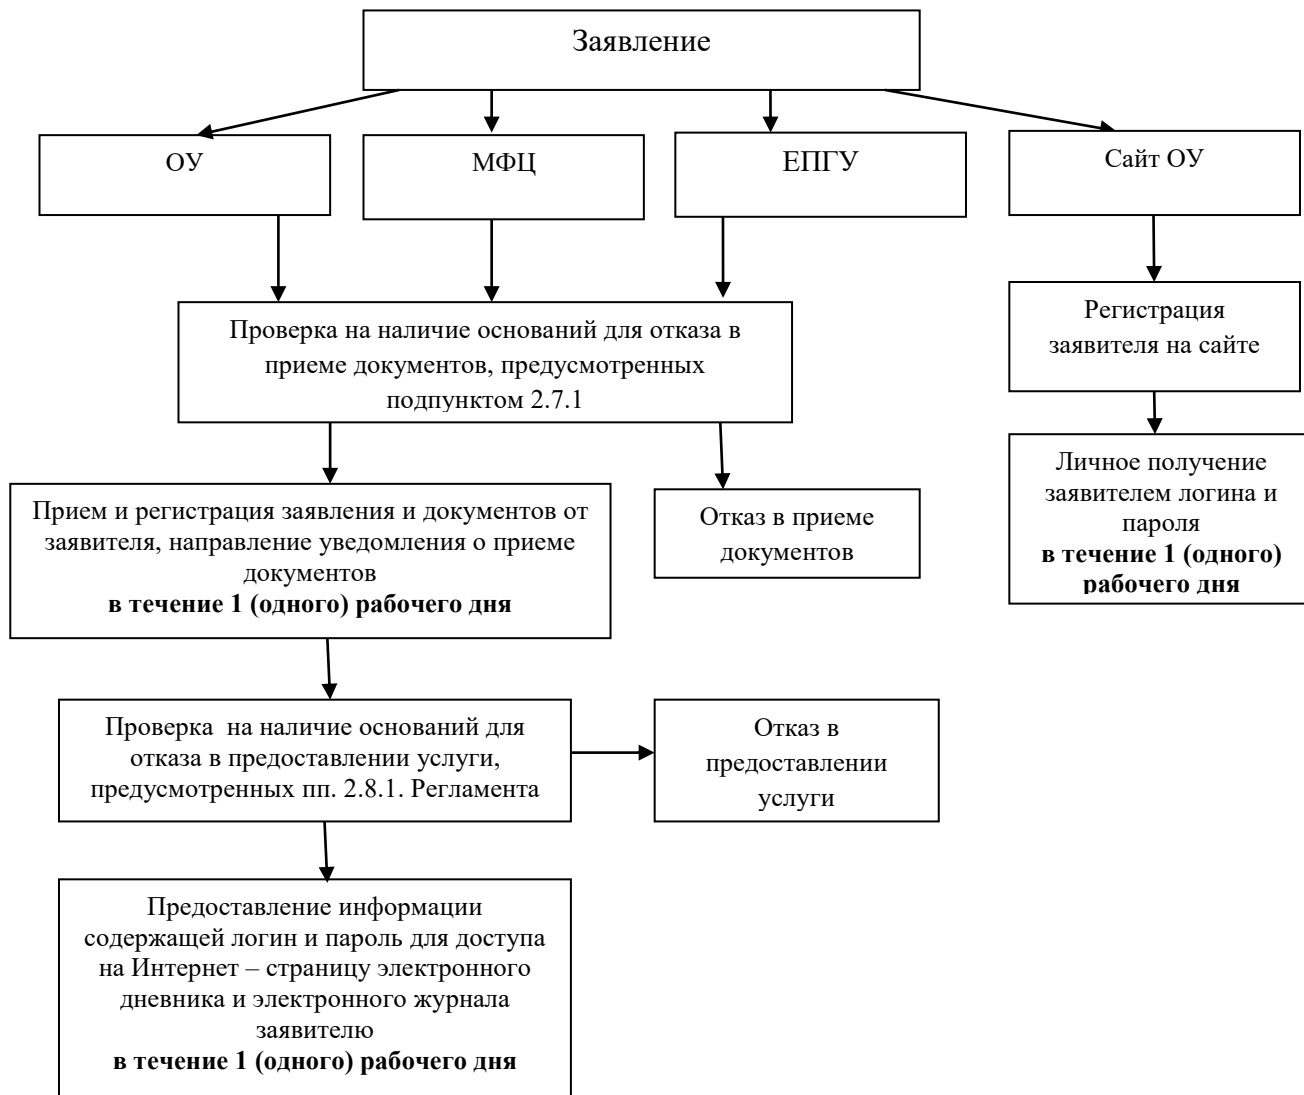 Заявление
ОУ
МФЦ
ЕПГУ
Сайт ОУ
Проверка на наличие оснований для отказа в
приеме документов, предусмотренных
подпунктом 2.7.1
Регистрация
заявителя на сайте
Личное получение
заявителем логина и
пароля
в течение 1 (одного)
рабочего дня
Прием и регистрация заявления и документов от
заявителя, направление уведомления о приеме
документов
в течение 1 (одного) рабочего дня
Отказ в приеме
документов
Проверка на наличие оснований для
отказа в предоставлении услуги,
предусмотренных пп. 2.8.1. Регламента
Отказ в
предоставлении
услуги
Предоставление информации
содержащей логин и пароль для доступа
на Интернет – страницу электронного
дневника и электронного журнала
заявителю
в течение 1 (одного) рабочего дня